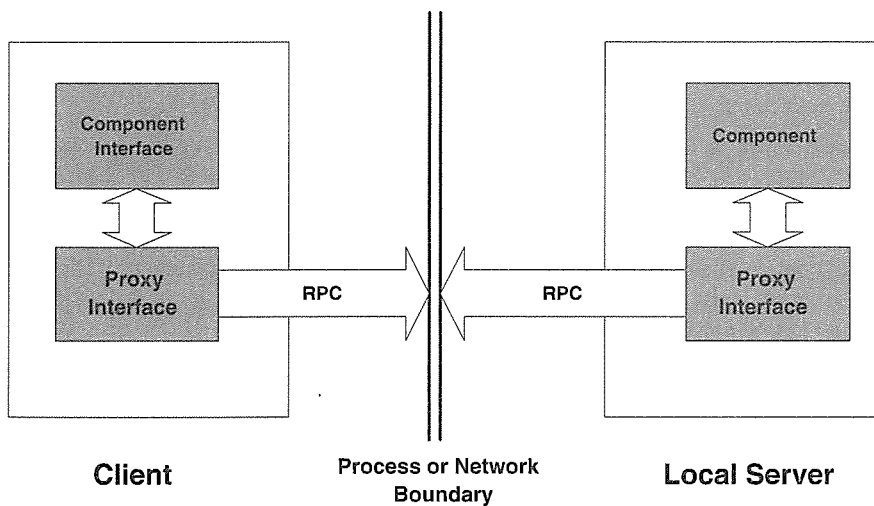 Component
Interface
Component
Proxy
Interface
RPC
RPC
Proxy
Interface
Client
Process or Network
Boundary
Local Server